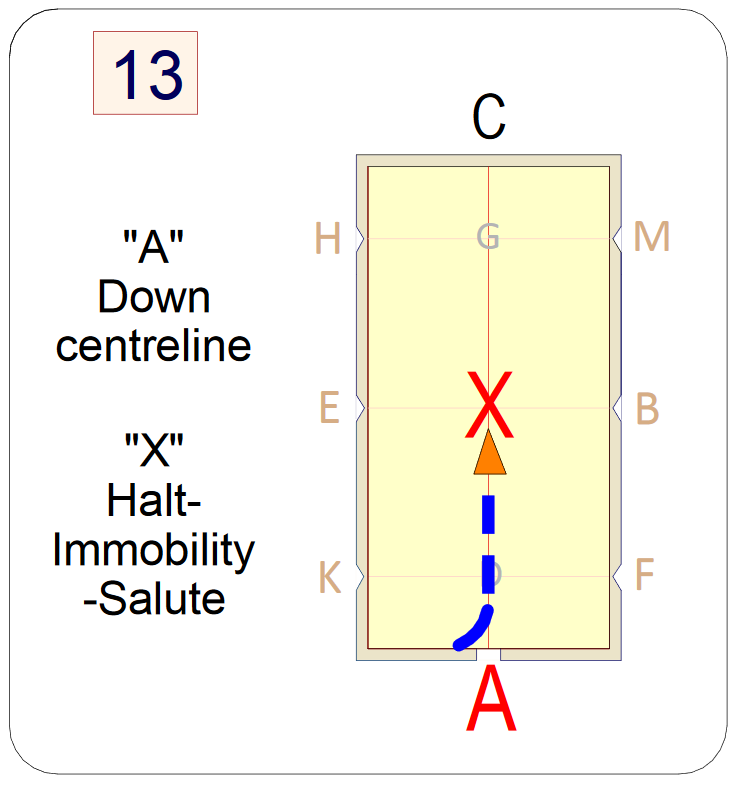 13
C
H
G
M
"A"
Down
centreline
E
X
B
"X"
Halt-
Immobility
-Salute
K
D
F
A